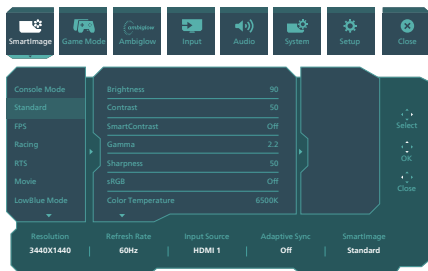 SmartImage
Game Mode
ambiglow
Ambiglow
Input
Audio
System
Setup
Close
Console Mode
Standard
FPS
Racing
RTS
Movie
LowBlue Mode
Brightness 90
Contrast 50
SmartContrast Off
Gamma 2.2
Sharpness 50
sRGB Off
Color Temperature 6500K
Select
OK
Close
Resolution
3440X1440
Refresh Rate
60Hz
Input Source
HDMI 1
Adaptive Sync
Off
SmartImage
Standard